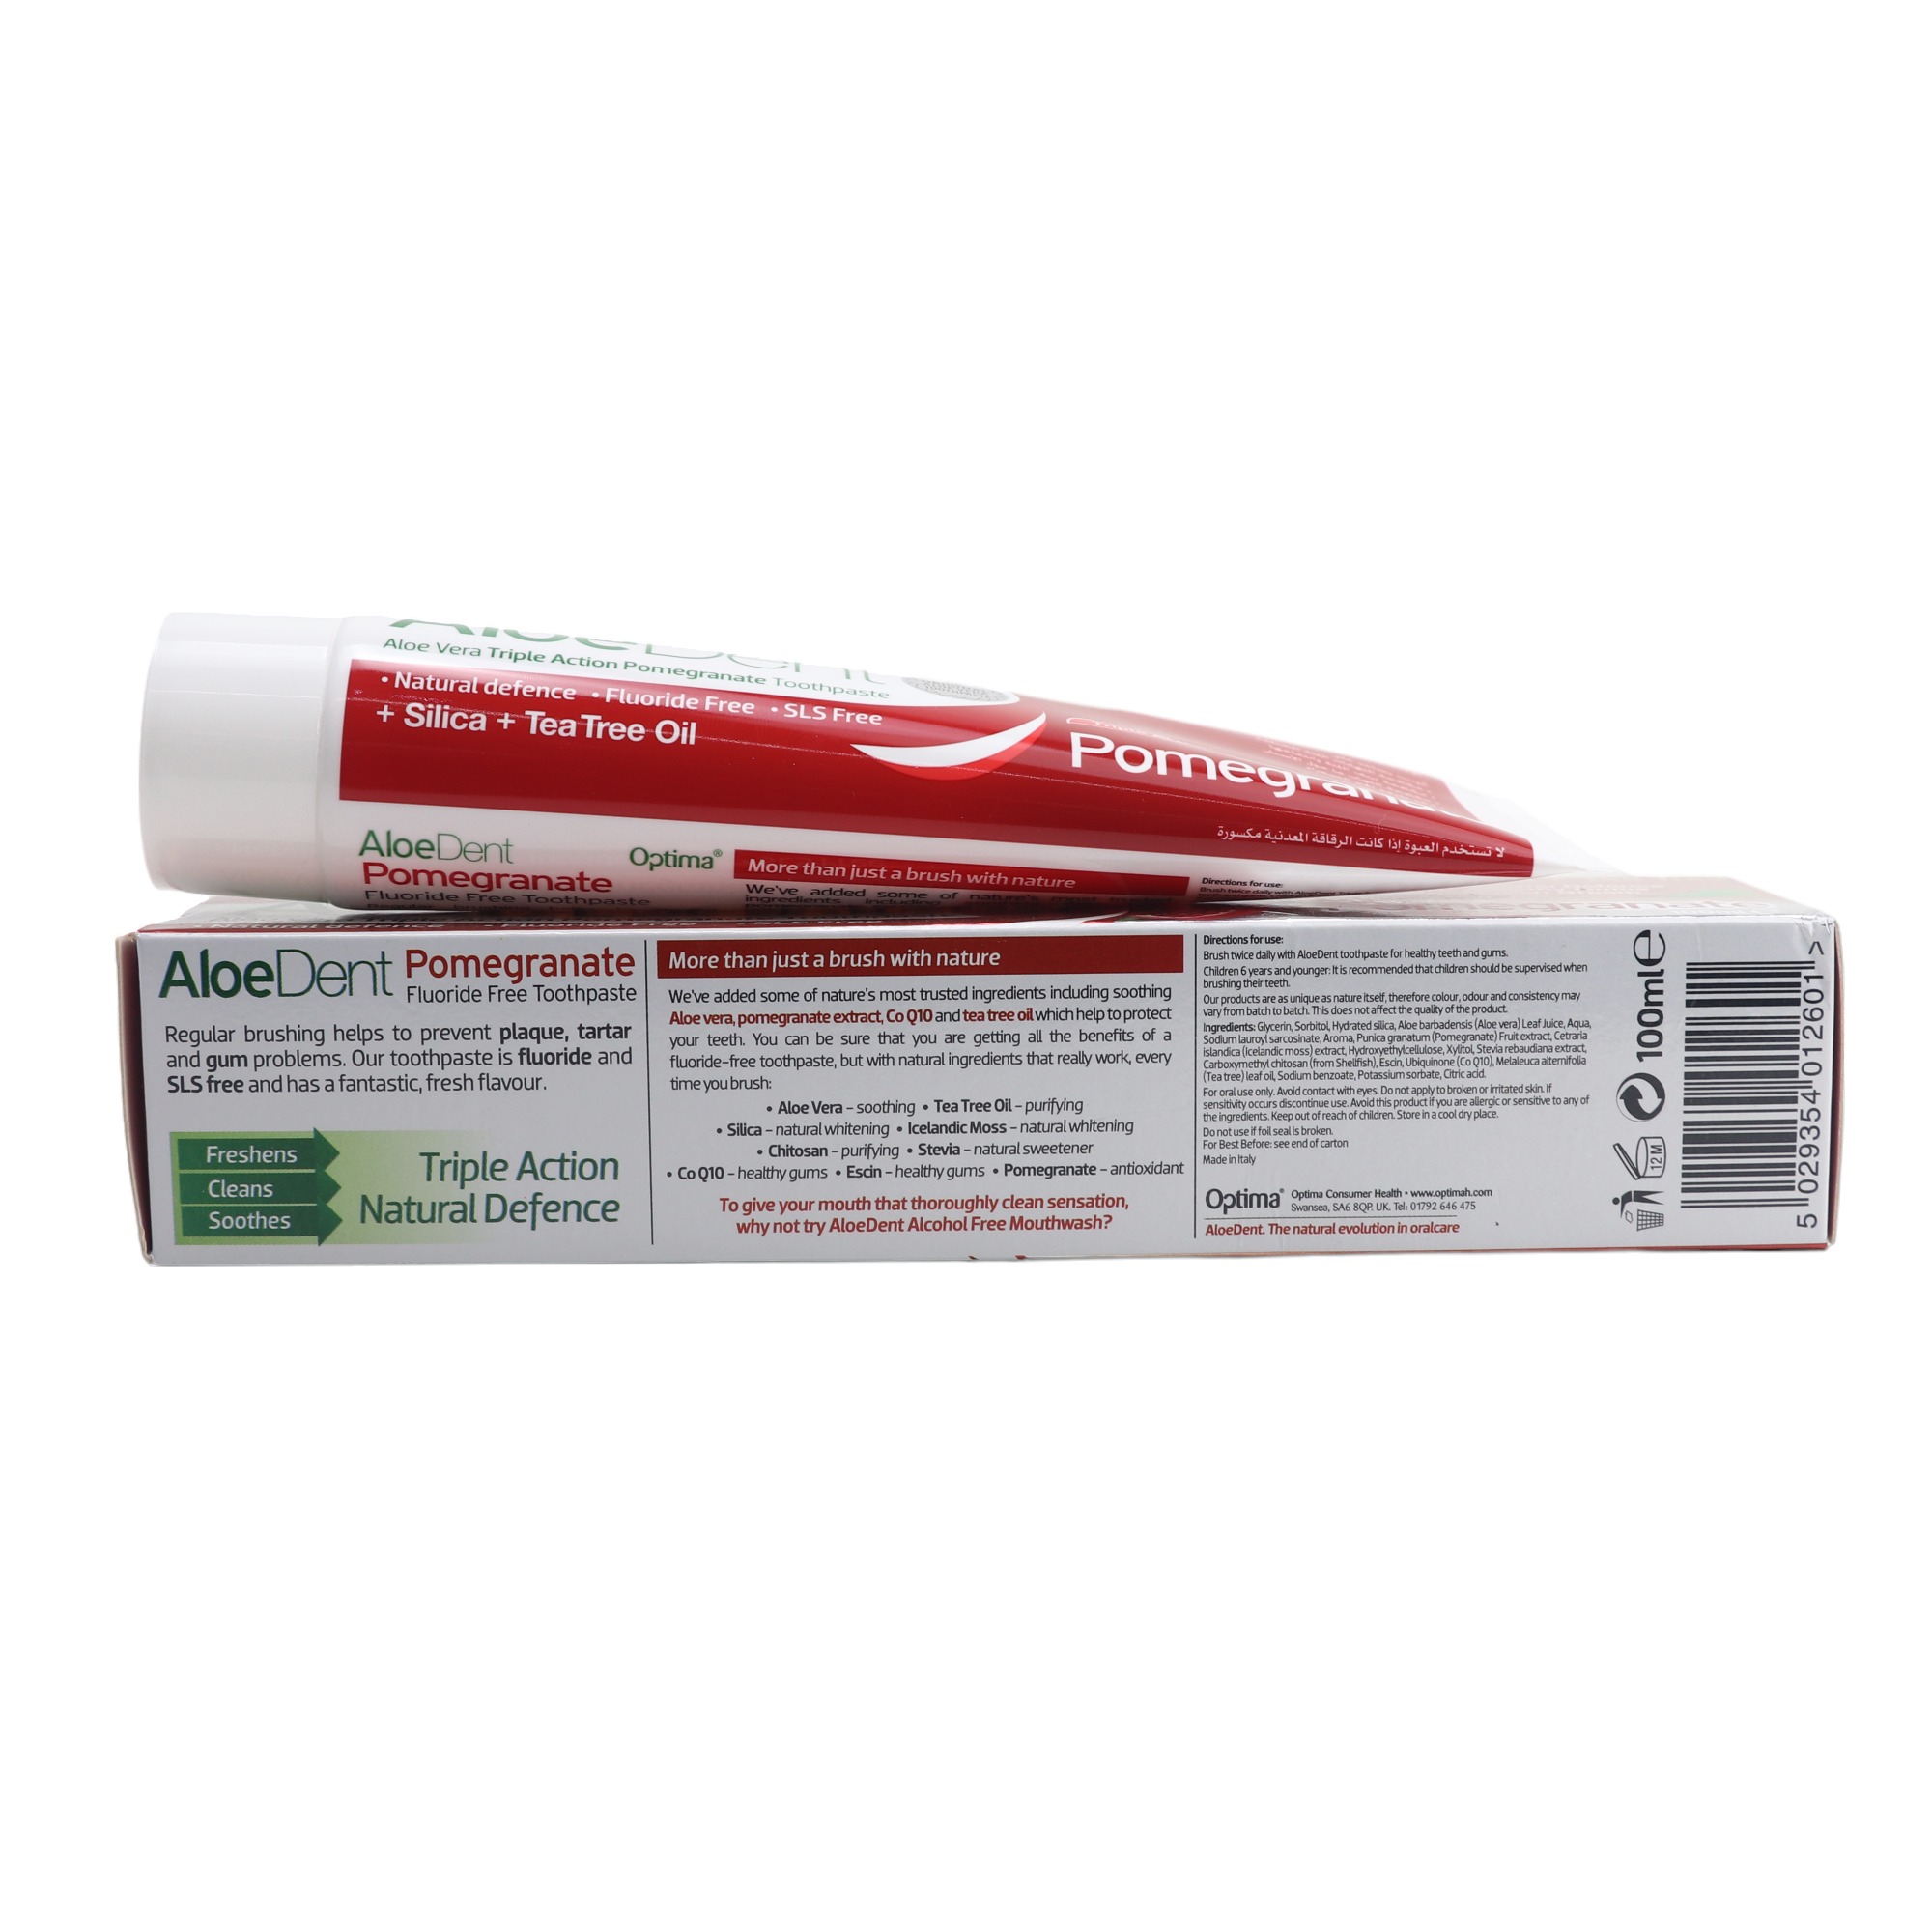 AloeDent
Aloe Vera Triple Action Pomegranate Toothpaste
• Natural defence • Fluoride Free • SLS Free
+ Silica + Tea Tree Oil
لا تستخدم العبوة إذا كانت الرقاقة المعدنية مكسورة
AloeDent
Pomegranate
Fluoride Free Toothpaste
Optima®
More than just a brush with nature
We've added some of nature's most
ingredients including
Directions for use:
Brush twice daily with AloeDent
AloeDent Pomegranate
Fluoride Free Toothpaste
Regular brushing helps to prevent plaque, tartar
and gum problems. Our toothpaste is fluoride and
SLS free and has a fantastic, fresh flavour.
Freshens
Cleans
Soothes
Triple Action
Natural Defence
More than just a brush with nature
We've added some of nature's most trusted ingredients including soothing
Aloe vera, pomegranate extract, Co Q10 and tea tree oil which help to protect
your teeth. You can be sure that you are getting all the benefits of a
fluoride-free toothpaste, but with natural ingredients that really work, every
time you brush:
• Aloe Vera – soothing • Tea Tree Oil – purifying
• Silica – natural whitening • Icelandic Moss – natural whitening
• Chitosan – purifying • Stevia – natural sweetener
• Co Q10 – healthy gums • Escin – healthy gums • Pomegranate – antioxidant
To give your mouth that thoroughly clean sensation,
why not try AloeDent Alcohol Free Mouthwash?
Directions for use:
Brush twice daily with AloeDent toothpaste for healthy teeth and gums.
Children 6 years and younger: It is recommended that children should be supervised when
brushing their teeth.
Our products are as unique as nature itself, therefore colour, odour and consistency may
vary from batch to batch. This does not affect the quality of the product.
Ingredients: Glycerin, Sorbitol, Hydrated silica, Aloe barbadensis (Aloe vera) Leaf Juice, Aqua,
Sodium lauroyl sarcosinate, Aroma, Punica granatum (Pomegranate) Fruit extract, Cetraria
islandica (Icelandic moss) extract, Hydroxyethylcellulose, Xylitol, Stevia rebaudiana extract,
Carboxymethyl chitosan (from Shellfish), Escin, Ubiquinone (Co Q10), Melaleuca alternifolia
(Tea tree) leaf oil, Sodium benzoate, Potassium sorbate, Citric acid.
For oral use only. Avoid contact with eyes. Do not apply to broken or irritated skin. If
sensitivity occurs discontinue use. Avoid this product if you are allergic or sensitive to any of
the ingredients. Keep out of reach of children. Store in a cool dry place.
Do not use if foil seal is broken.
For Best Before: see end of carton
Made in Italy
Optima® Optima Consumer Health • www.optimah.com
Swansea, SA6 8QP. UK. Tel: 01792 646 475
AloeDent. The natural evolution in oralcare
100ml e
12 M
5 029354 012601 >